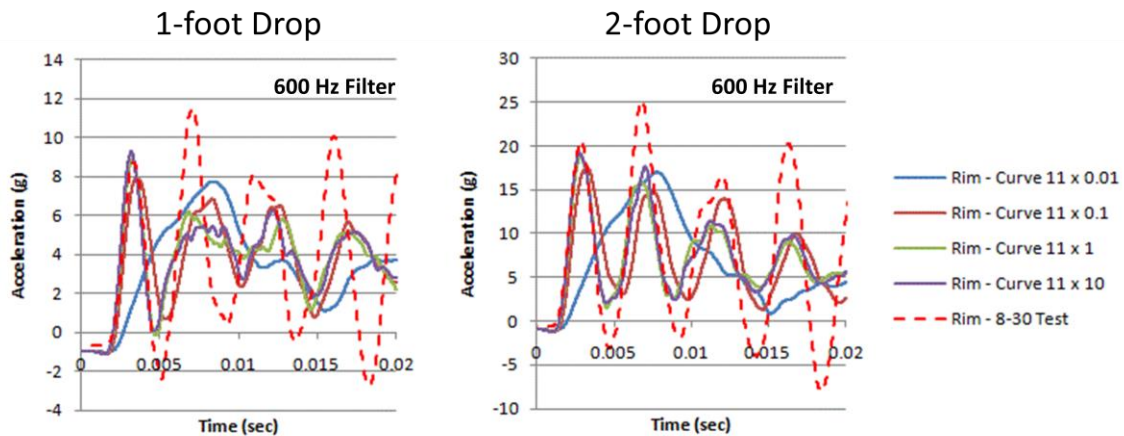 1-foot Drop
2-foot Drop
600 Hz Filter
14
12
10
8
6
4
2
0
-2
-4
Acceleration (g)
0
0.005
0.01
0.015
0.02
Time (sec)
600 Hz Filter
30
25
20
15
10
5
0
-5
-10
Acceleration (g)
0
0.005
0.01
0.015
0.02
Time (sec)
Rim - Curve 11 x 0.01
Rim - Curve 11 x 0.1
Rim - Curve 11 x 1
Rim - Curve 11 x 10
Rim - 8-30 Test